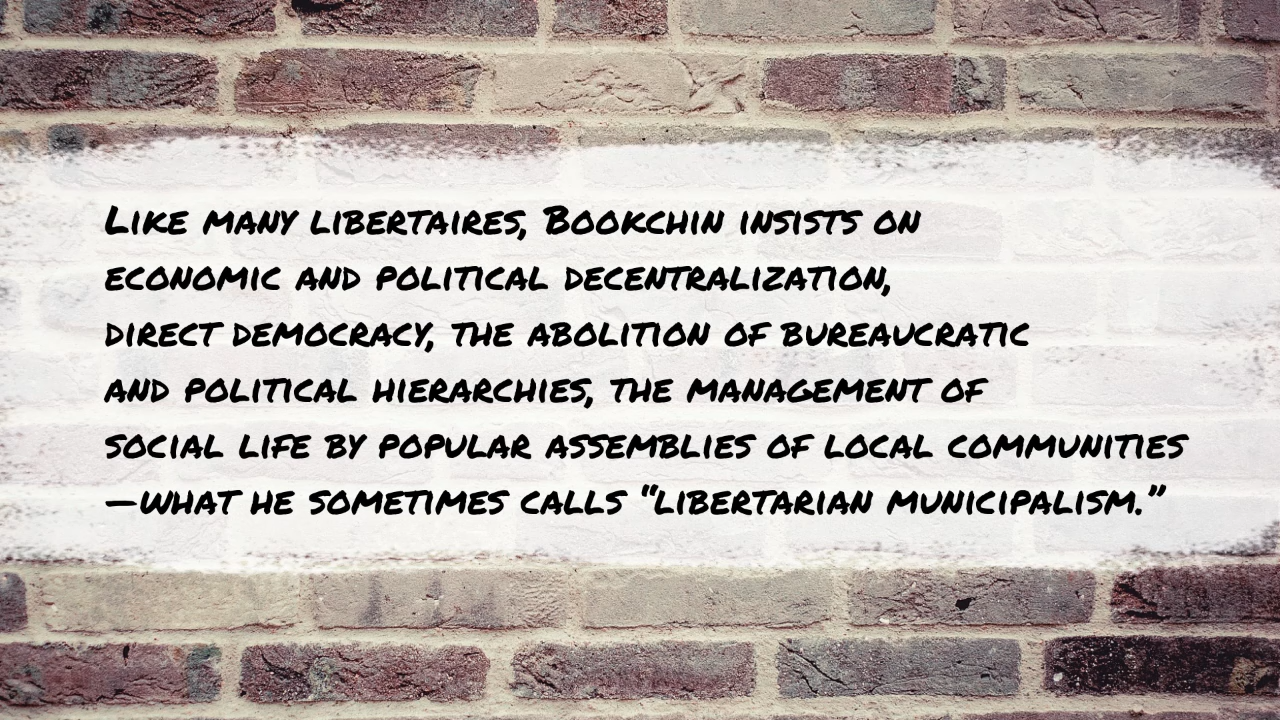 Like many libertaires, Bookchin insists on
economic and political decentralization,
direct democracy, the abolition of bureaucratic
and political hierarchies, the management of
social life by popular assemblies of local communities
—what he sometimes calls “libertarian municipalism.”